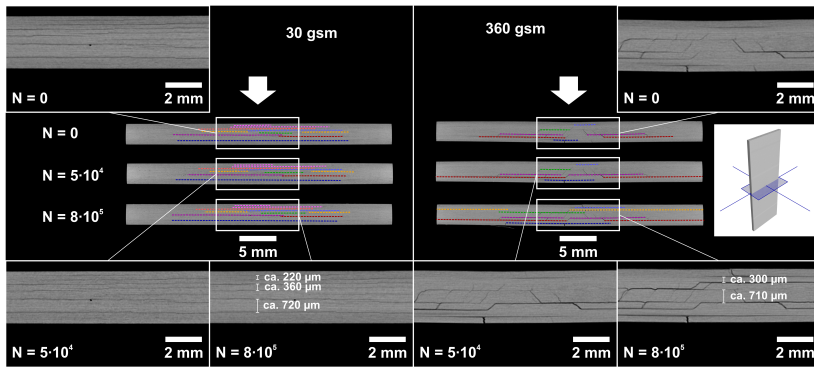 30 gsm
360 gsm
N = 0
2 mm
N = 0
2 mm
N = 0
N = 5·10⁴
N = 8·10⁵
5 mm
5 mm
N = 5·10⁴
2 mm
ca. 220 µm
ca. 360 µm
ca. 720 µm
N = 8·10⁵
2 mm
N = 5·10⁴
2 mm
ca. 300 µm
ca. 710 µm
N = 8·10⁵
2 mm